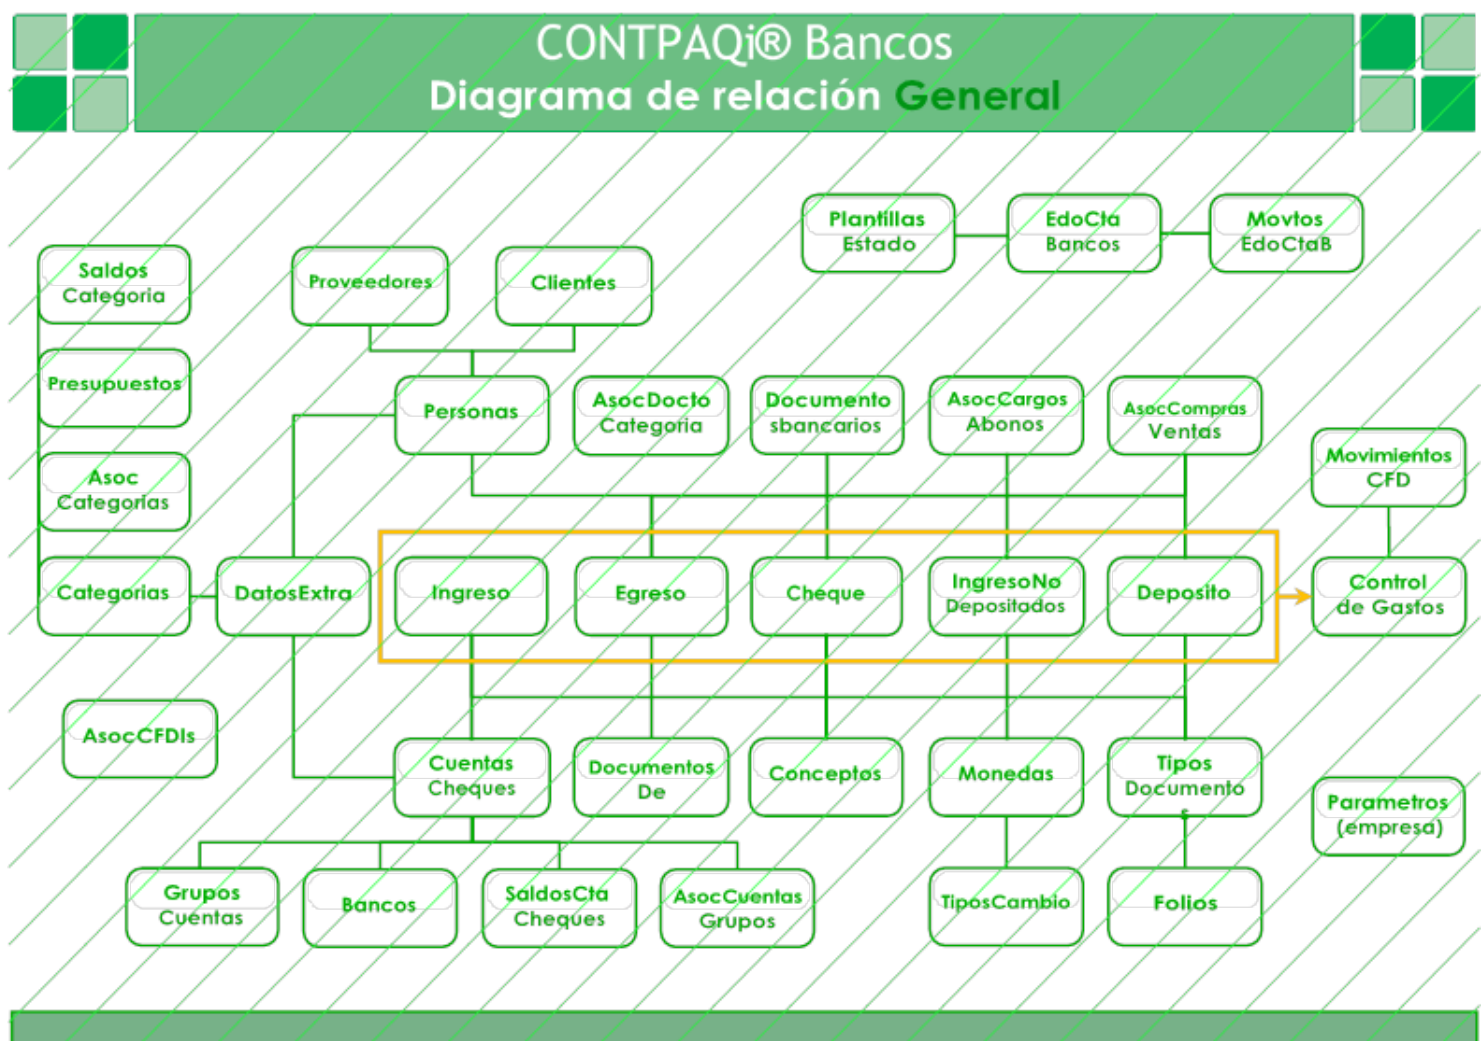 CONTPAQi® Bancos
Diagrama de relación General
Plantillas
Estado
EdoCta
Bancos
Movtos
EdoCtaB
Saldos
Categoria
Proveedores
Clientes
Presupuestos
Personas
AsocDocto
Categoria
Documento
sbancarios
AsocCargos
Abonos
AsocCompras
Ventas
Movimientos
CFD
Asoc
Categorias
Categorias
DatosExtra
Ingreso
Egreso
Cheque
IngresoNo
Depositados
Deposito
Control
de Gastos
AsocCFDIs
Cuentas
Cheques
Documentos
De
Conceptos
Monedas
Tipos
Documento
s
Parametros
(empresa)
Grupos
Cuentas
Bancos
SaldosCta
Cheques
AsocCuentas
Grupos
TiposCambio
Folios